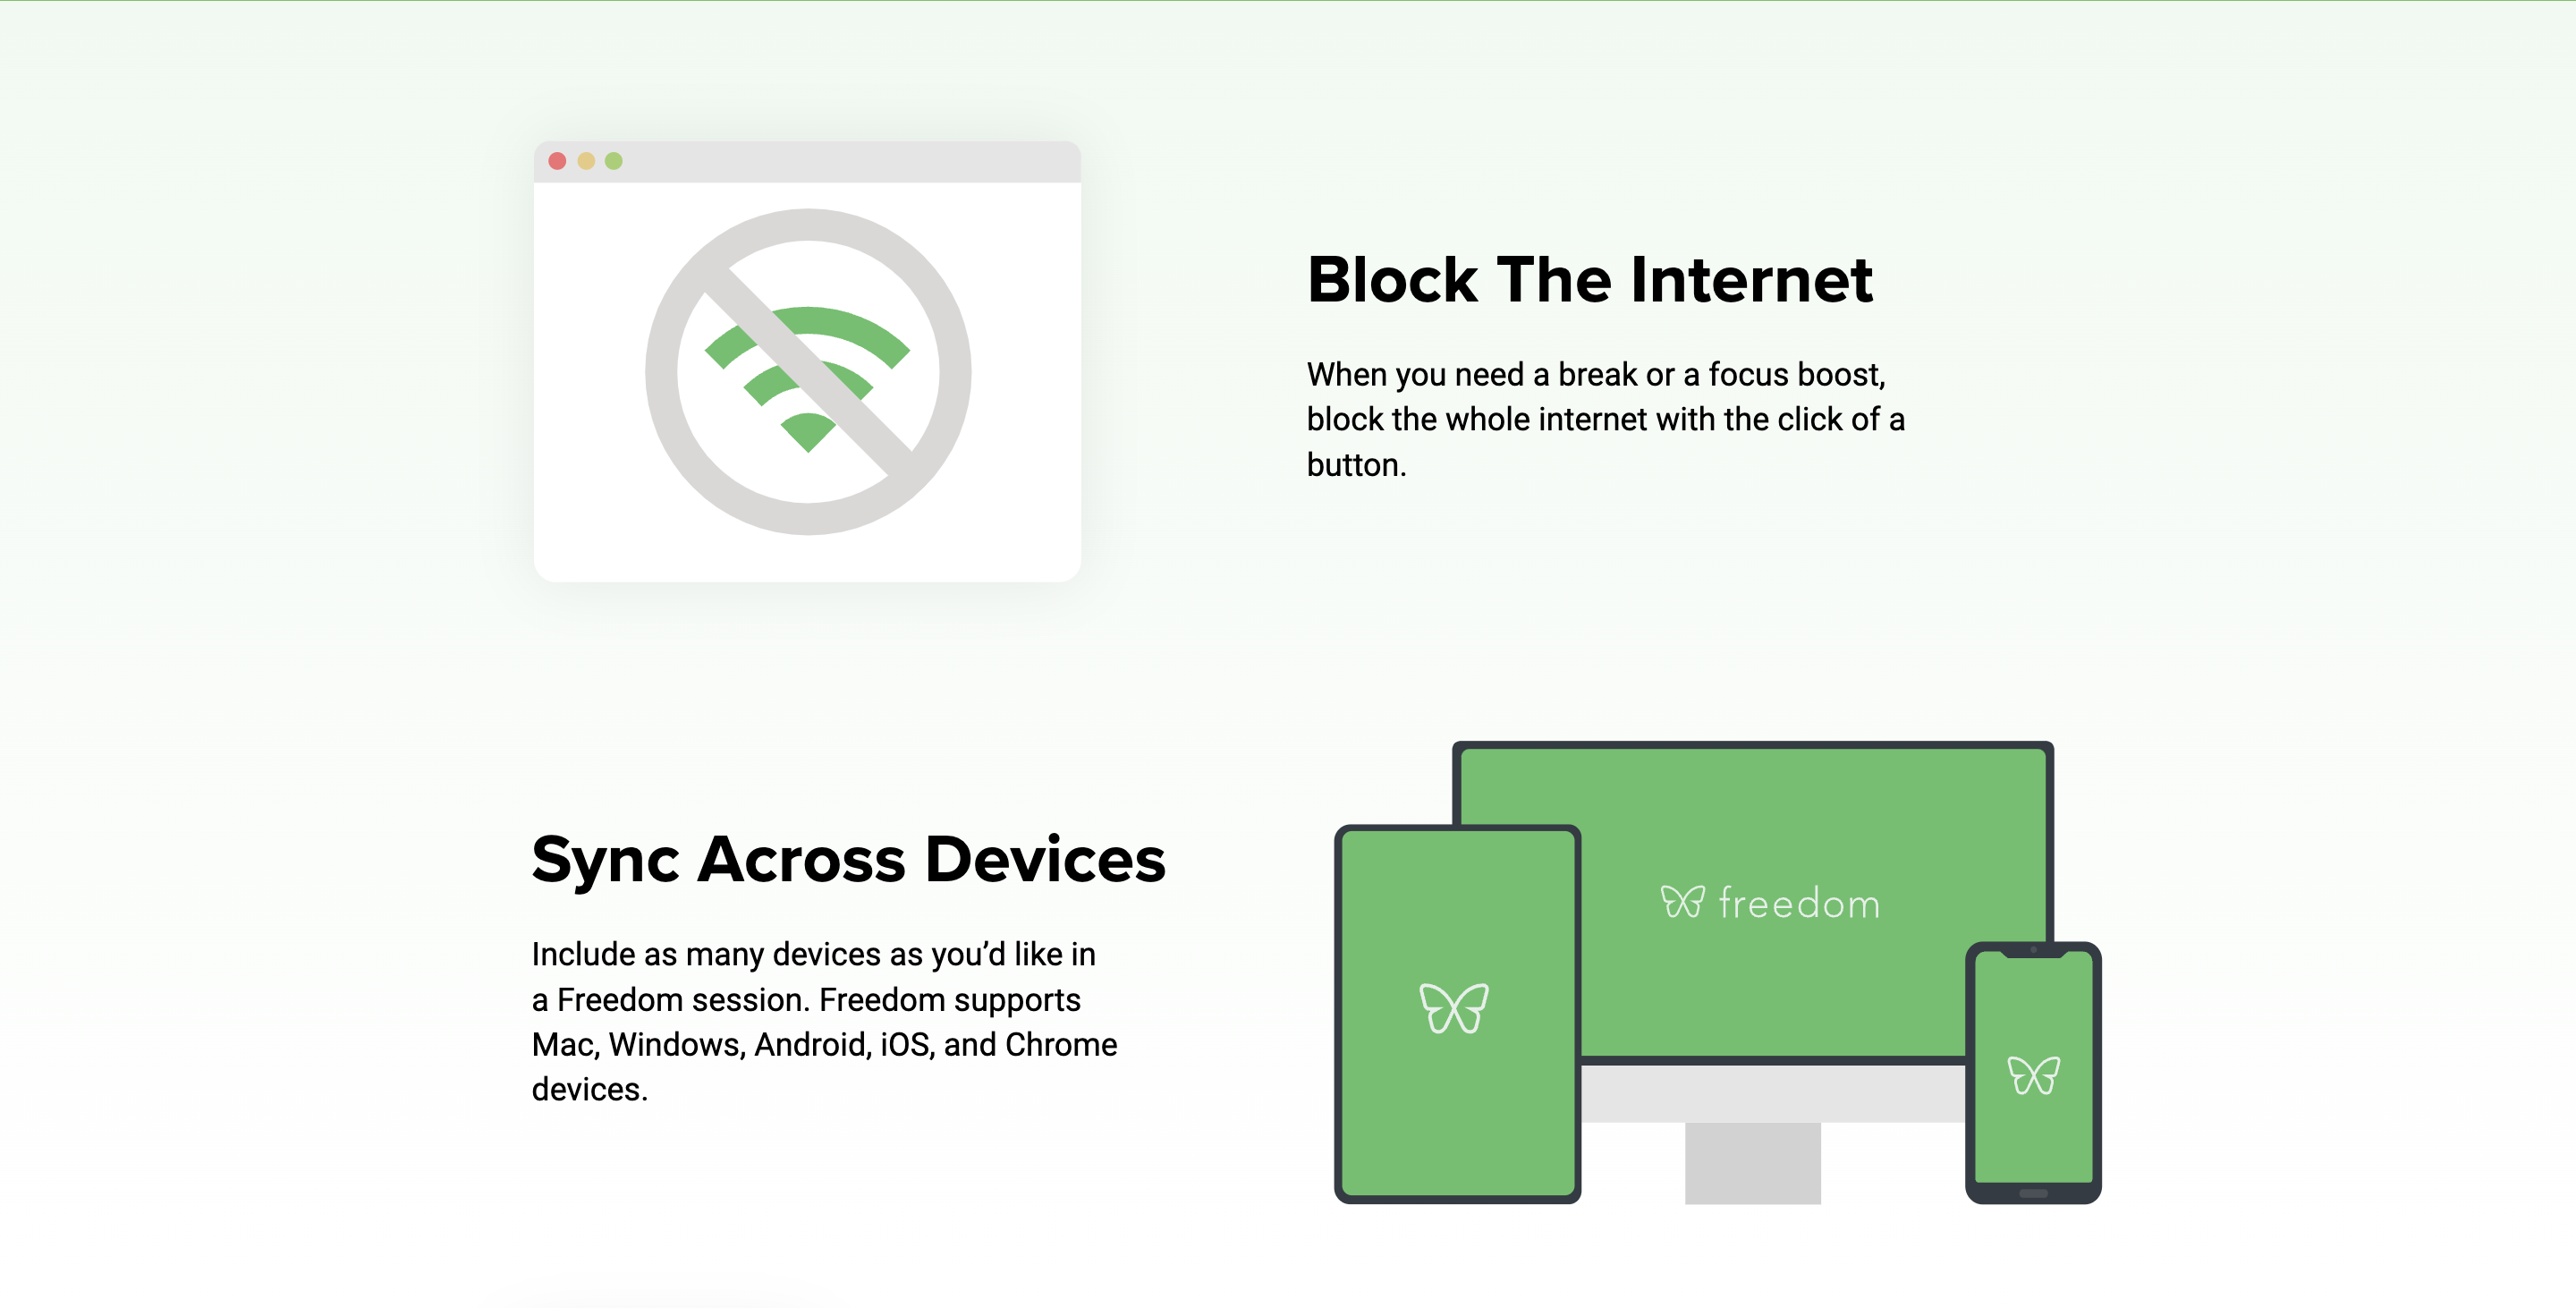 Block The Internet
When you need a break or a focus boost,
block the whole internet with the click of a
button.
Sync Across Devices
Include as many devices as you’d like in
a Freedom session. Freedom supports
Mac, Windows, Android, iOS, and Chrome
devices.
freedom